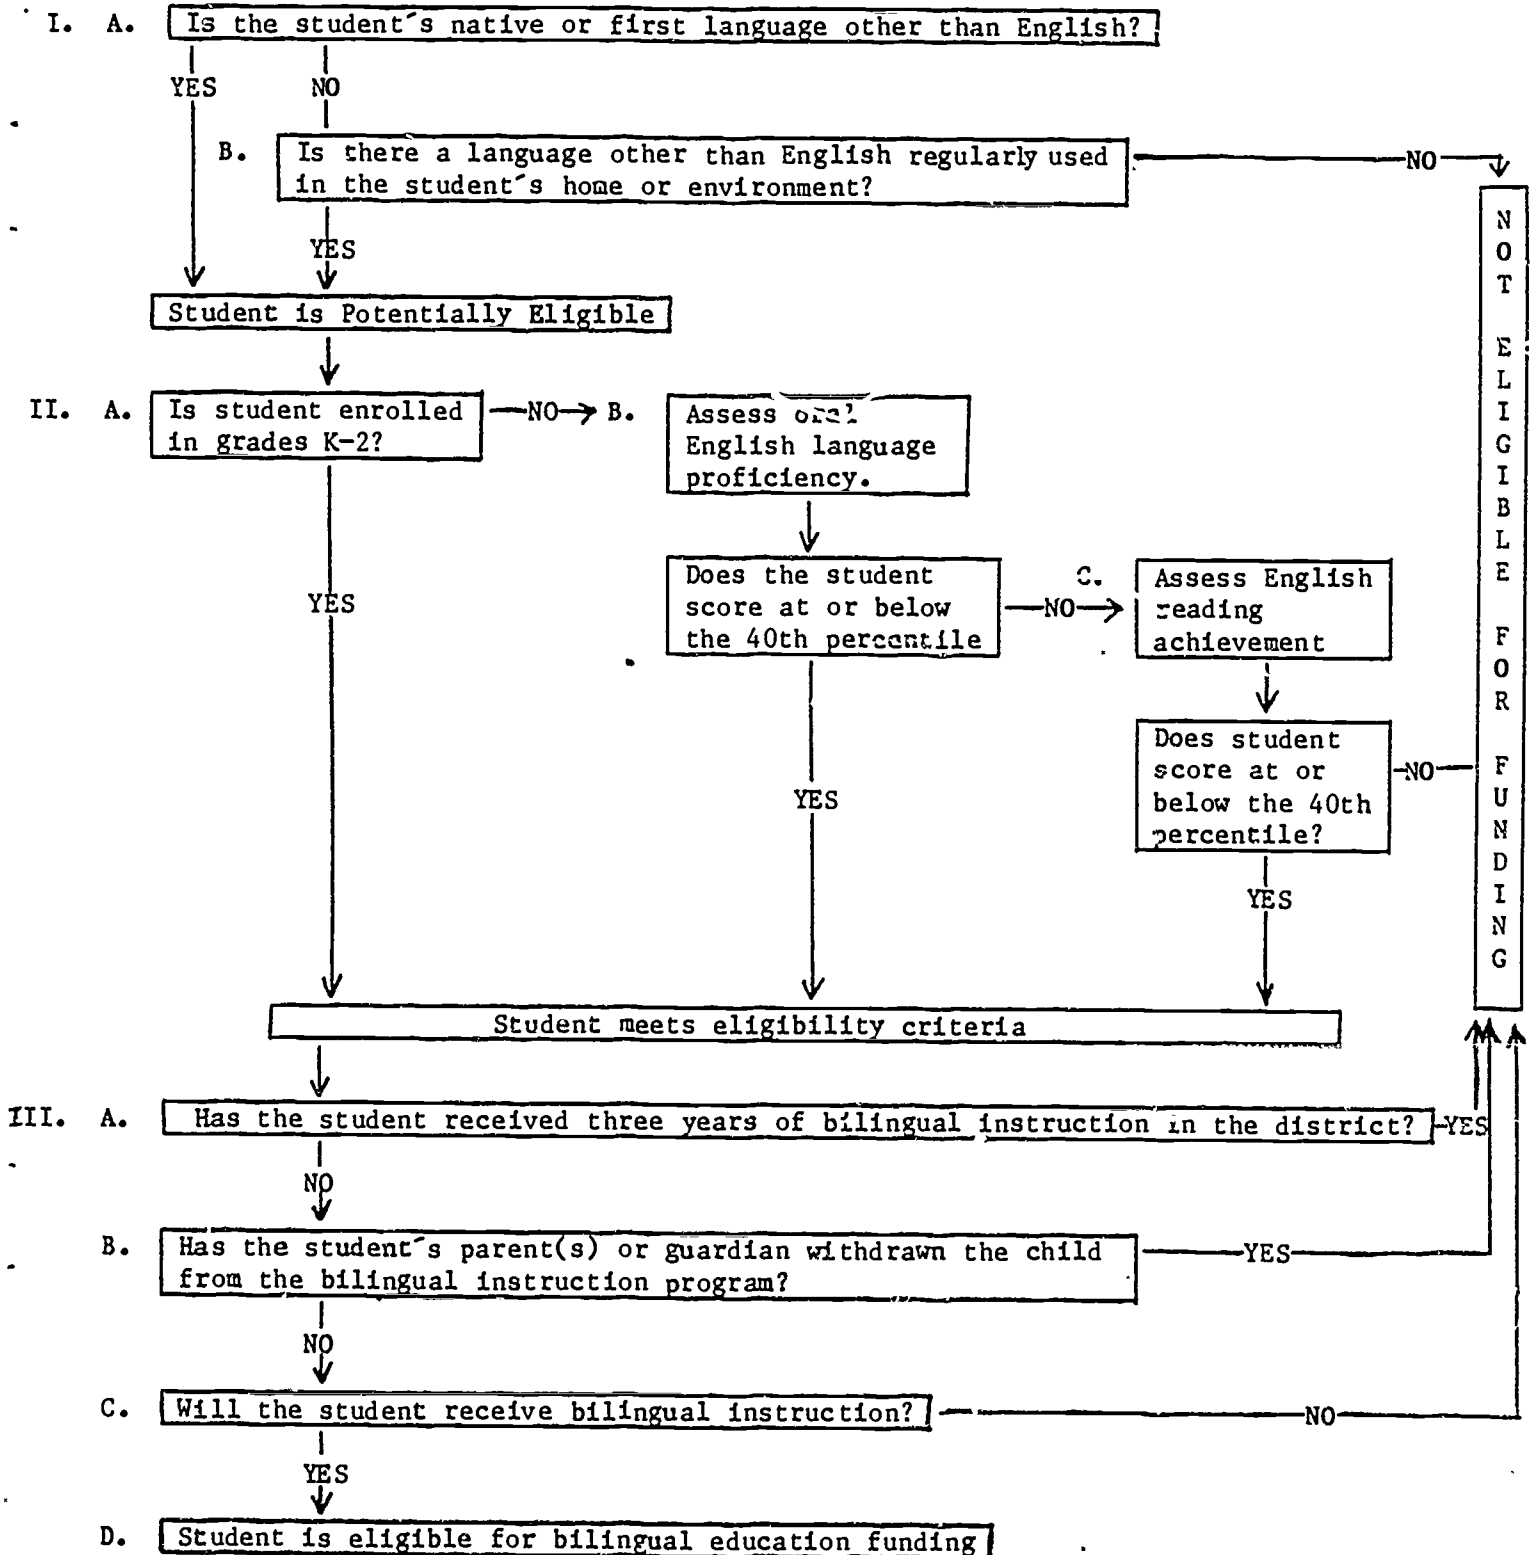 I. A. Is the student´s native or first language other than English?
YES NO
B. Is there a language other than English regularly used
in the student´s home or environment?
NO
YES
Student is Potentially Eligible
II. A. Is student enrolled
in grades K-2?
NO
B. Assess oral
English language
proficiency.
Does the student
score at or below
the 40th percentile
NO
C. Assess English
reading
achievement
Does student
score at or
below the 40th
percentile?
NO
YES
YES
YES
NOT ELIGIBLE FOR FUNDING
Student meets eligibility criteria
III. A. Has the student received three years of bilingual instruction in the district? YES
NO
B. Has the student´s parent(s) or guardian withdrawn the child
from the bilingual instruction program?
YES
NO
C. Will the student receive bilingual instruction? NO
YES
D. Student is eligible for bilingual education funding